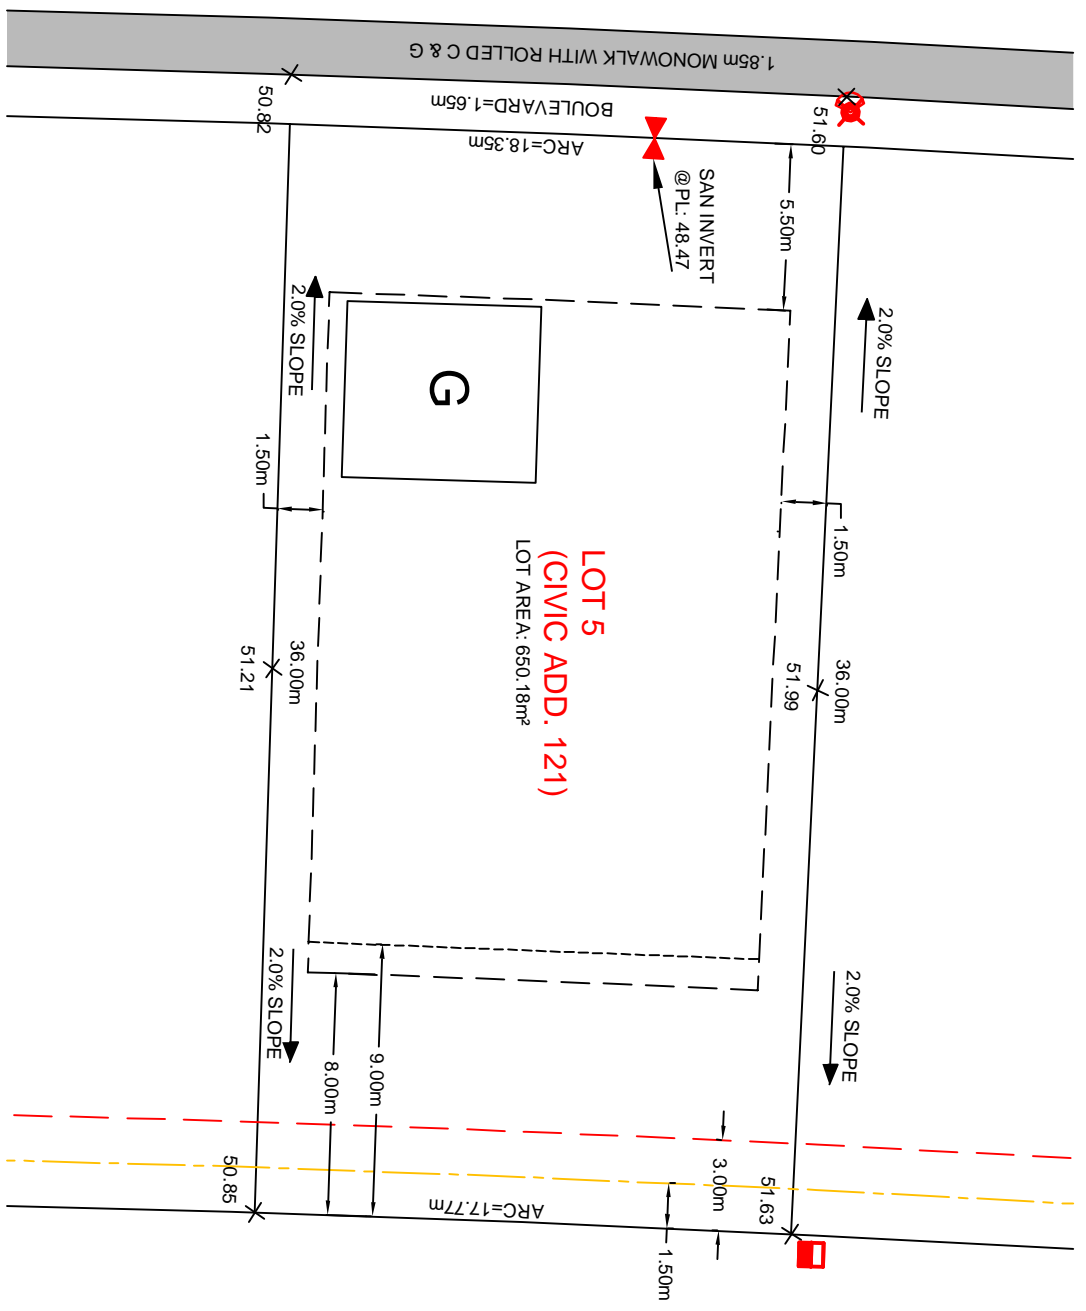 1.85m MONOWALK WITH ROLLED C & G
BOULEVARD=1.65m
ARC=18.35m
50.82
51.60
SAN INVERT
@ PL: 48.47
5.50m
2.0% SLOPE
2.0% SLOPE
G
1.50m
1.50m
LOT 5
(CIVIC ADD. 121)
LOT AREA: 650.18m²
36.00m
51.21
36.00m
51.99
2.0% SLOPE
2.0% SLOPE
8.00m
9.00m
3.00m
1.50m
50.85
51.63
ARC=17.77m